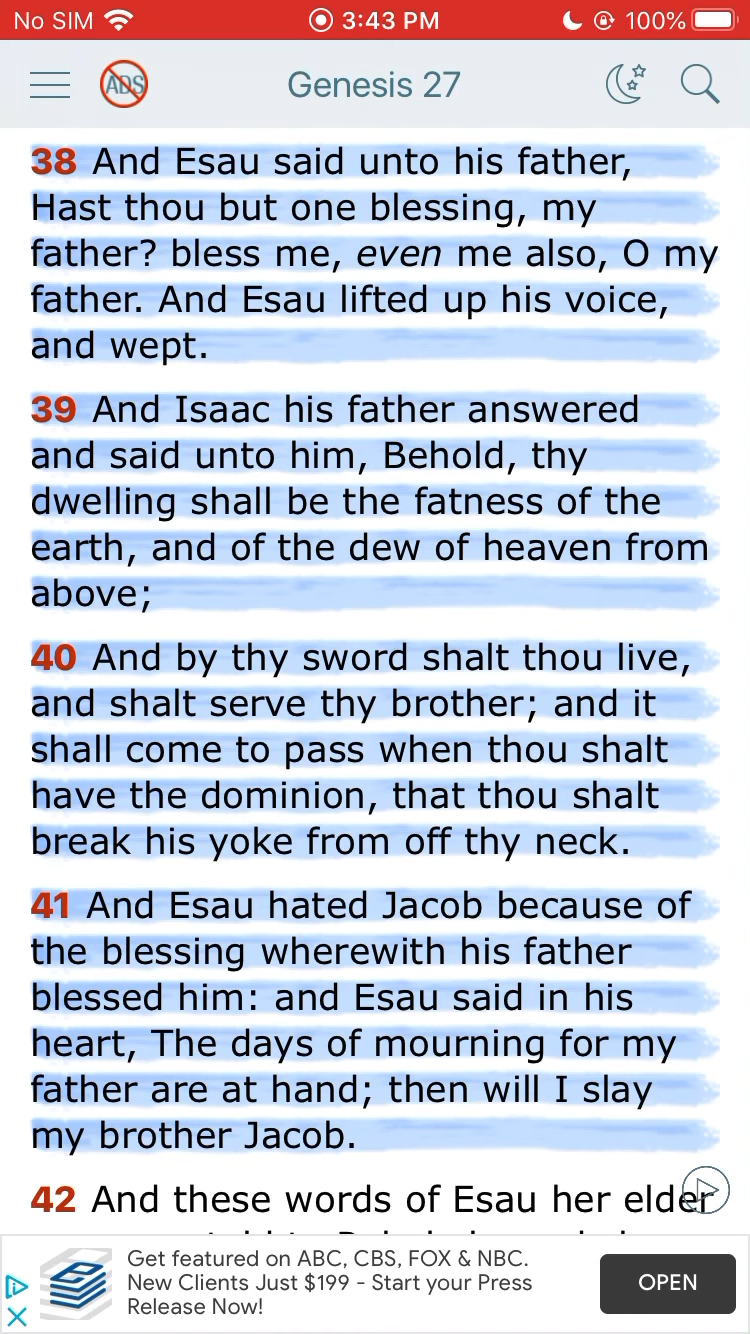 No SIM 3:43 PM 100%
ADS Genesis 27
38 And Esau said unto his father,
Hast thou but one blessing, my
father? bless me, even me also, O my
father. And Esau lifted up his voice,
and wept.
39 And Isaac his father answered
and said unto him, Behold, thy
dwelling shall be the fatness of the
earth, and of the dew of heaven from
above;
40 And by thy sword shalt thou live,
and shalt serve thy brother; and it
shall come to pass when thou shalt
have the dominion, that thou shalt
break his yoke from off thy neck.
41 And Esau hated Jacob because of
the blessing wherewith his father
blessed him: and Esau said in his
heart, The days of mourning for my
father are at hand; then will I slay
my brother Jacob.
42 And these words of Esau her elder
Get featured on ABC, CBS, FOX & NBC.
New Clients Just $199 - Start your Press
Release Now!
OPEN